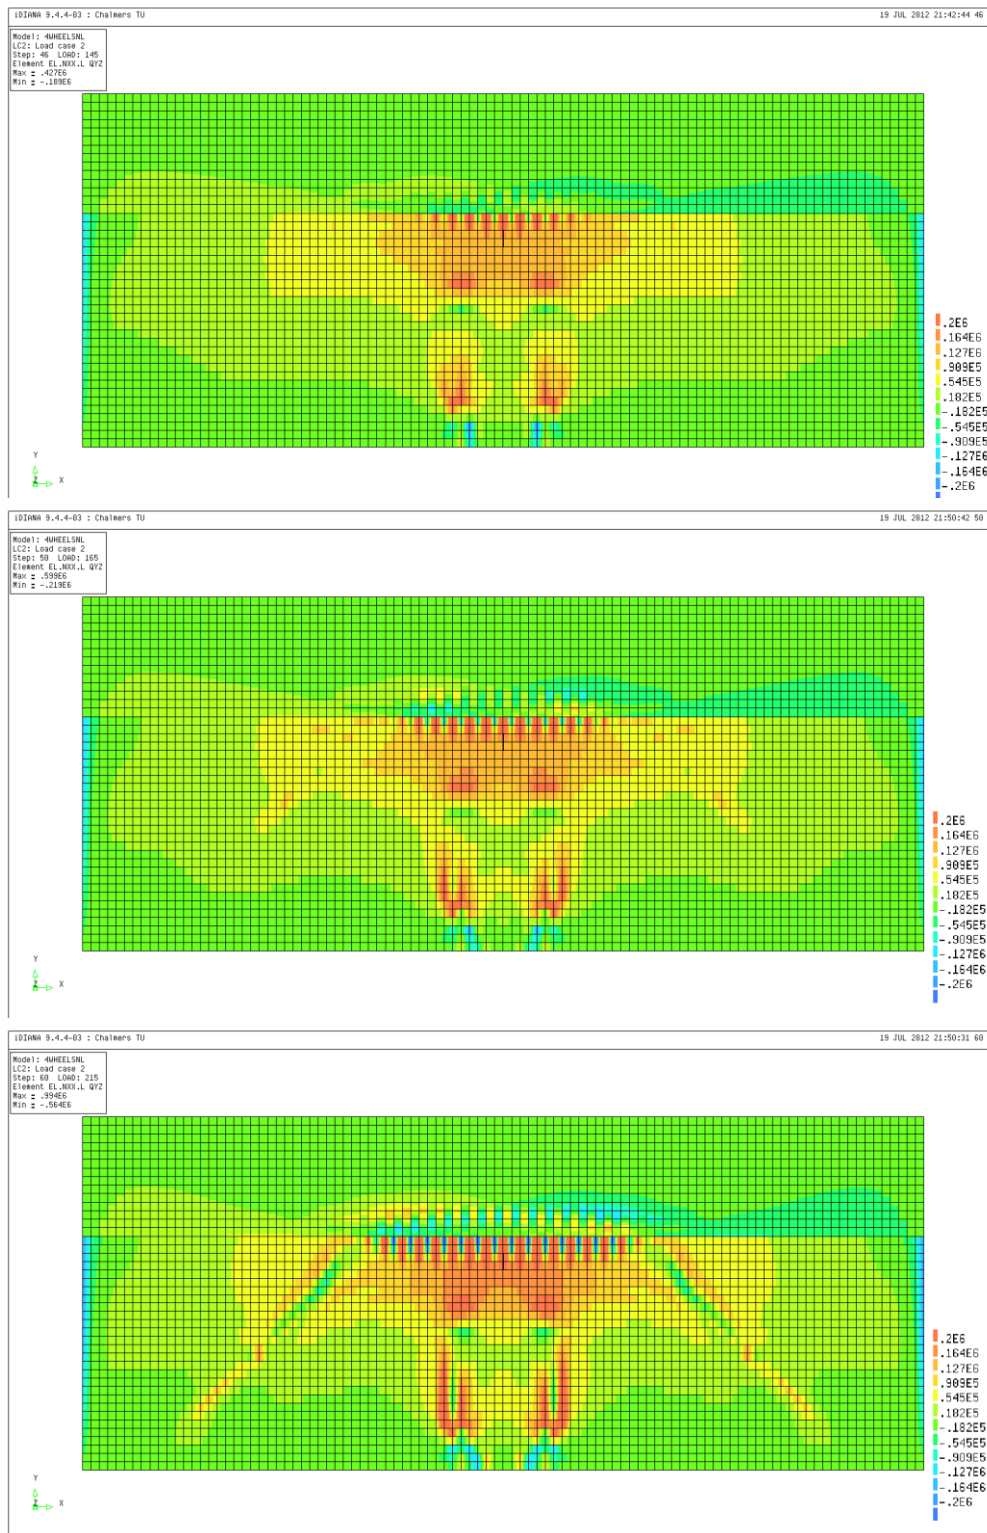 iDIANA 9.4.4-03 : Chalmers TU
19 JUL 2012 21:42:44 46
Model: 4WHEELSNL
LC2: Load case 2
Step: 46 LOAD: 145
Element EL.NXX.L QYZ
Max = .427E6
Min = -.189E6
.2E6
.164E6
.127E6
.909E5
.545E5
.182E5
-.182E5
-.545E5
-.909E5
-.127E6
-.164E6
-.2E6
Y
Z X
iDIANA 9.4.4-03 : Chalmers TU
19 JUL 2012 21:50:42 50
Model: 4WHEELSNL
LC2: Load case 2
Step: 50 LOAD: 165
Element EL.NXX.L QYZ
Max = .599E6
Min = -.219E6
.2E6
.164E6
.127E6
.909E5
.545E5
.182E5
-.182E5
-.545E5
-.909E5
-.127E6
-.164E6
-.2E6
Y
Z X
iDIANA 9.4.4-03 : Chalmers TU
19 JUL 2012 21:50:31 60
Model: 4WHEELSNL
LC2: Load case 2
Step: 60 LOAD: 215
Element EL.NXX.L QYZ
Max = .994E6
Min = -.564E6
.2E6
.164E6
.127E6
.909E5
.545E5
.182E5
-.182E5
-.545E5
-.909E5
-.127E6
-.164E6
-.2E6
Y
Z X